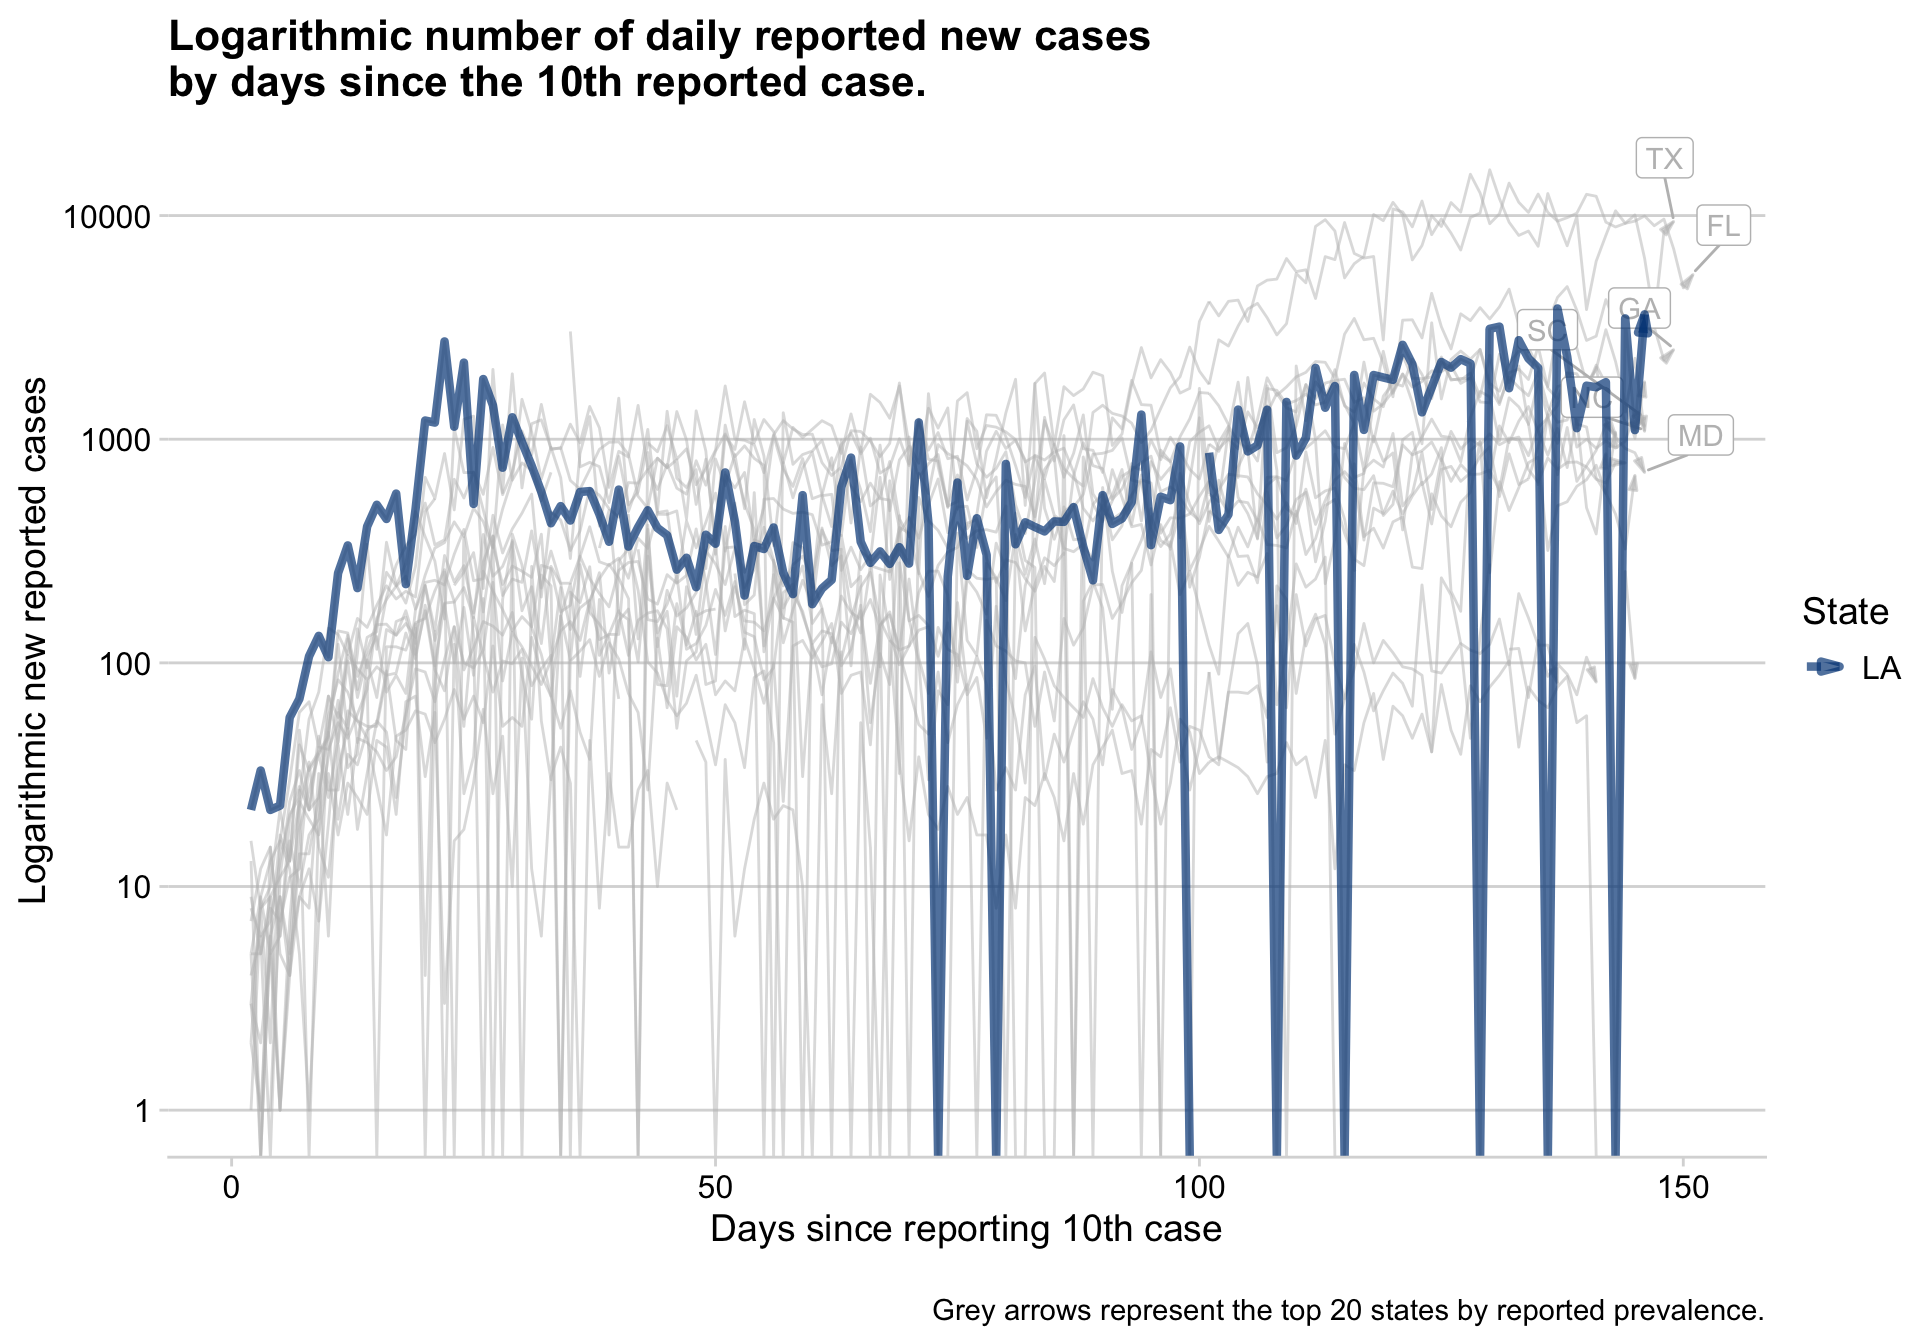 Logarithmic number of daily reported new cases
by days since the 10th reported case.
Logarithmic new reported cases
10000
1000
100
10
1
TX
FL
GA
SC
MD
State
LA
0
50
100
150
Days since reporting 10th case
Grey arrows represent the top 20 states by reported prevalence.